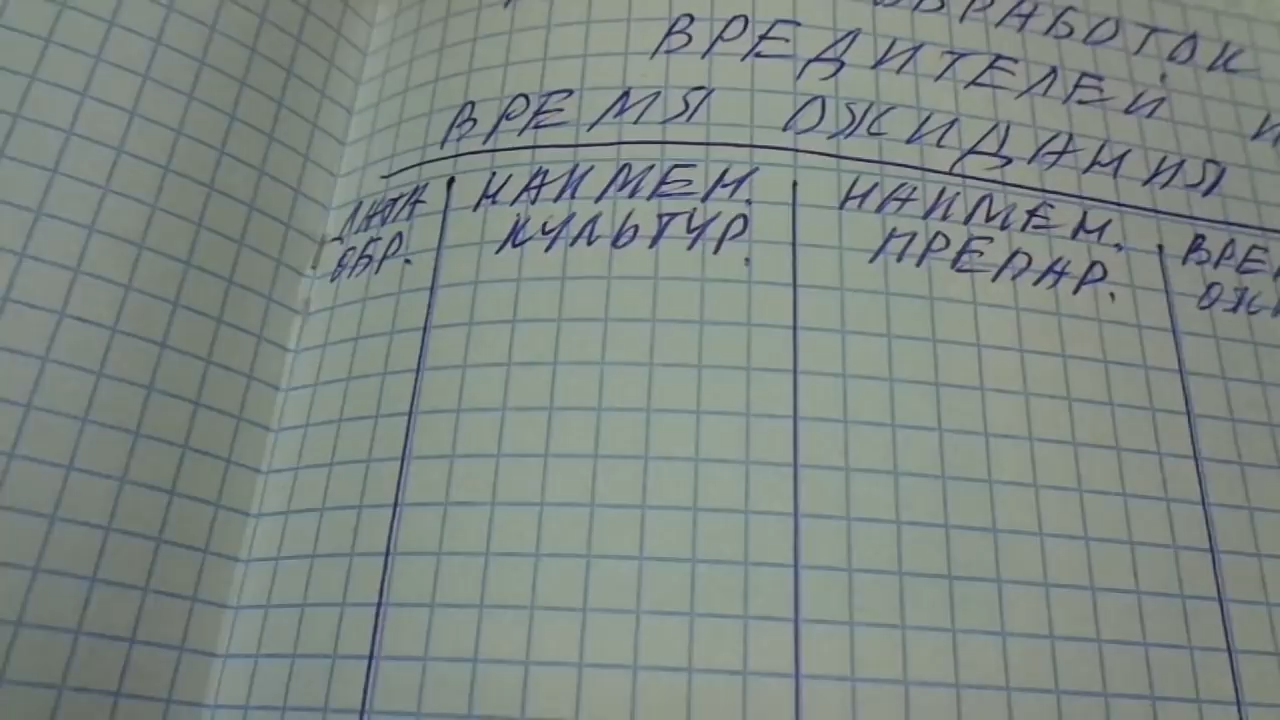 ОБРАБОТОК
ВРЕДИТЕЛЕЙ И
ВРЕМЯ ОЖИДАНИЯ
ДАТА ОБР.
НАИМЕН. КУЛЬТУР.
НАИМЕН. ПРЕПАР.